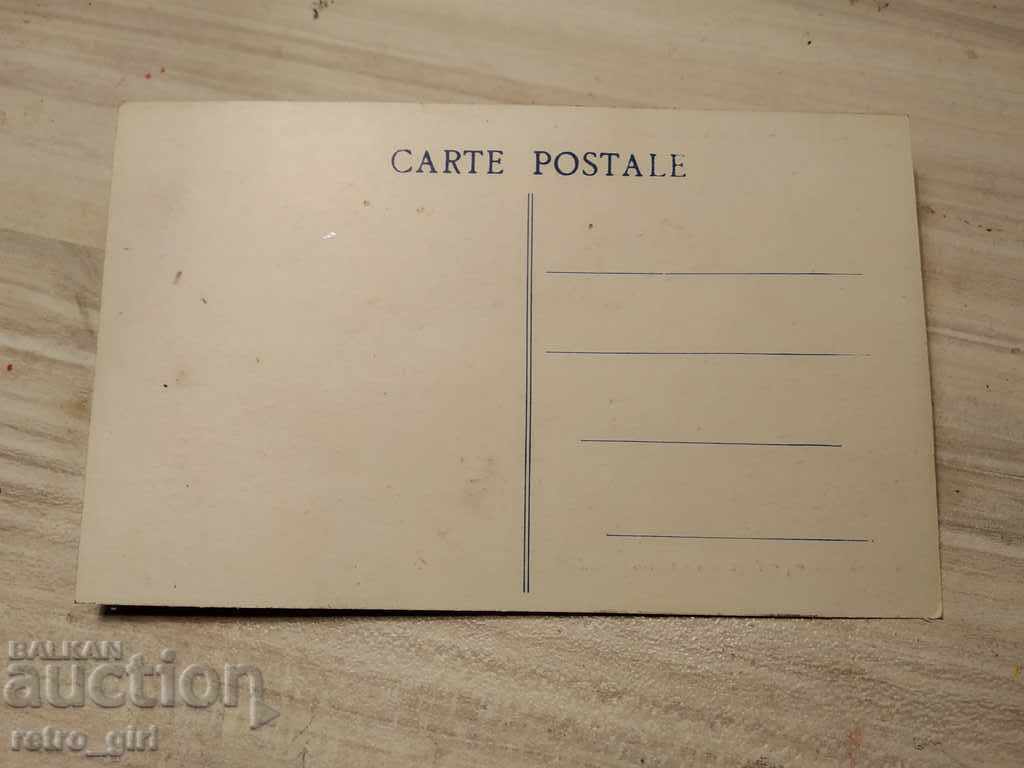 CARTE POSTALE
BALKAN
auction
retro_girl